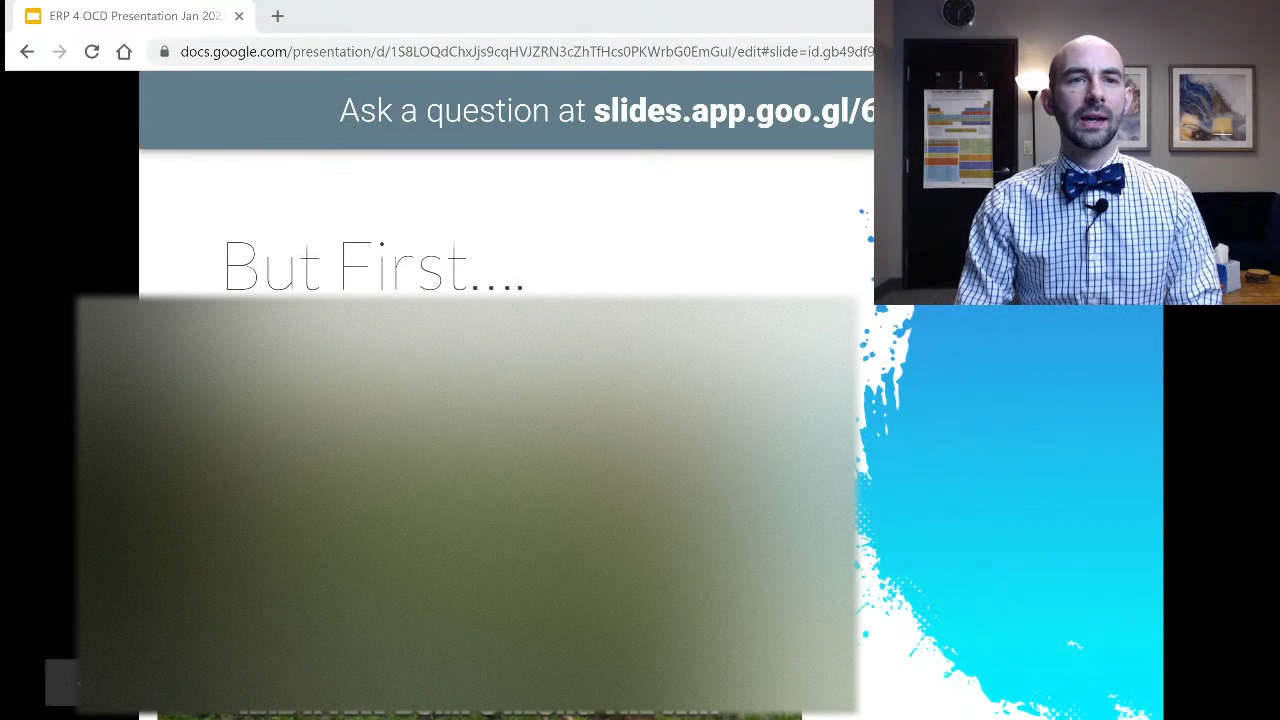 ERP 4 OCD Presentation Jan 202
docs.google.com/presentation/d/1S8LOQdChxJjs9cqHVJZRN3cZhTfHcs0PKWrbG0EmGuI/edit#slide=id.gb49df9
Ask a question at slides.app.goo.gl/6
But First....